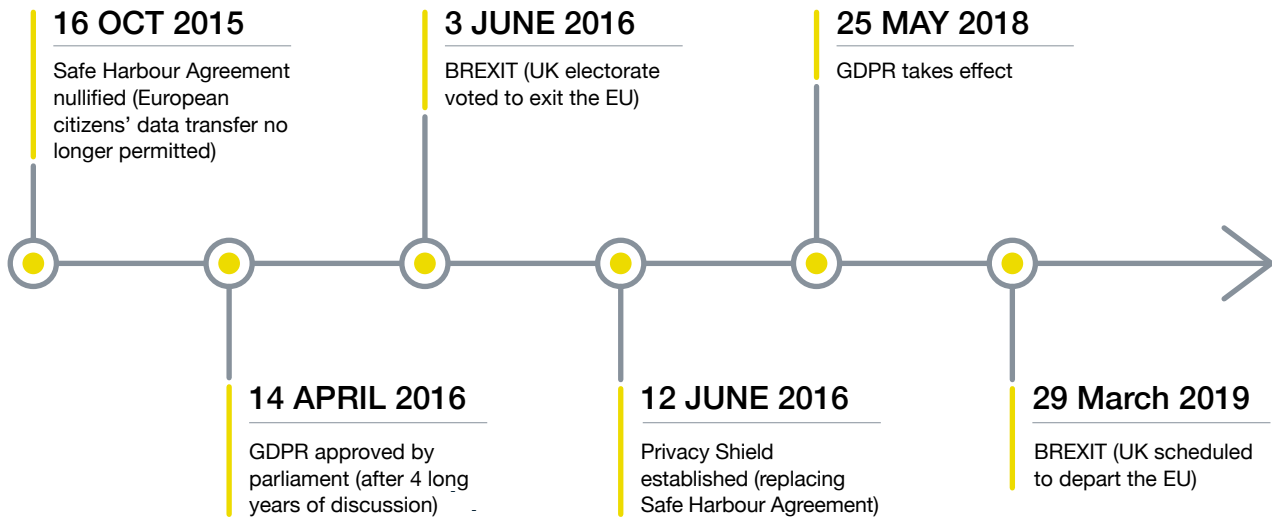 16 OCT 2015
Safe Harbour Agreement
nullified (European
citizens’ data transfer no
longer permitted)
14 APRIL 2016
GDPR approved by
parliament (after 4 long
years of discussion)
3 JUNE 2016
BREXIT (UK electorate
voted to exit the EU)
12 JUNE 2016
Privacy Shield
established (replacing
Safe Harbour Agreement)
25 MAY 2018
GDPR takes effect
29 March 2019
BREXIT (UK scheduled
to depart the EU)